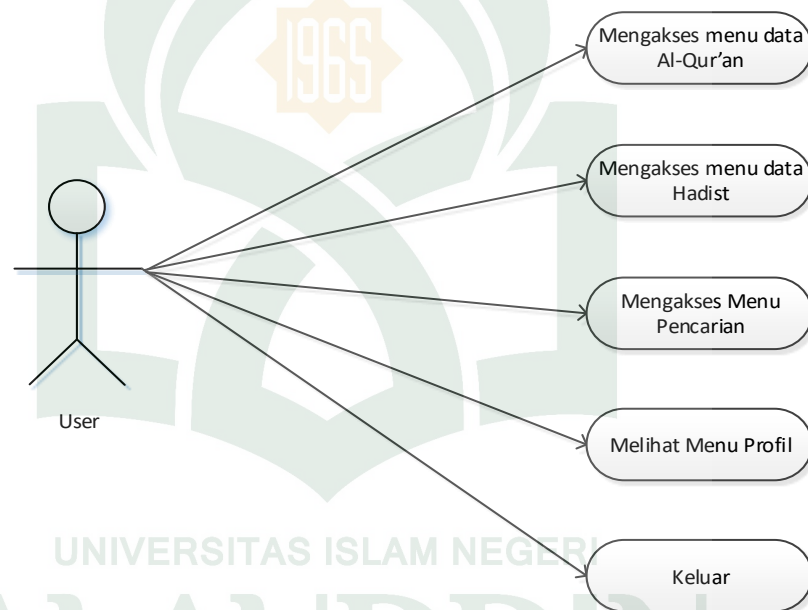 1965
Mengakses menu data
Al-Qur’an
Mengakses menu data
Hadist
Mengakses Menu
Pencarian
User
Melihat Menu Profil
UNIVERSITAS ISLAM NEGERI
Keluar